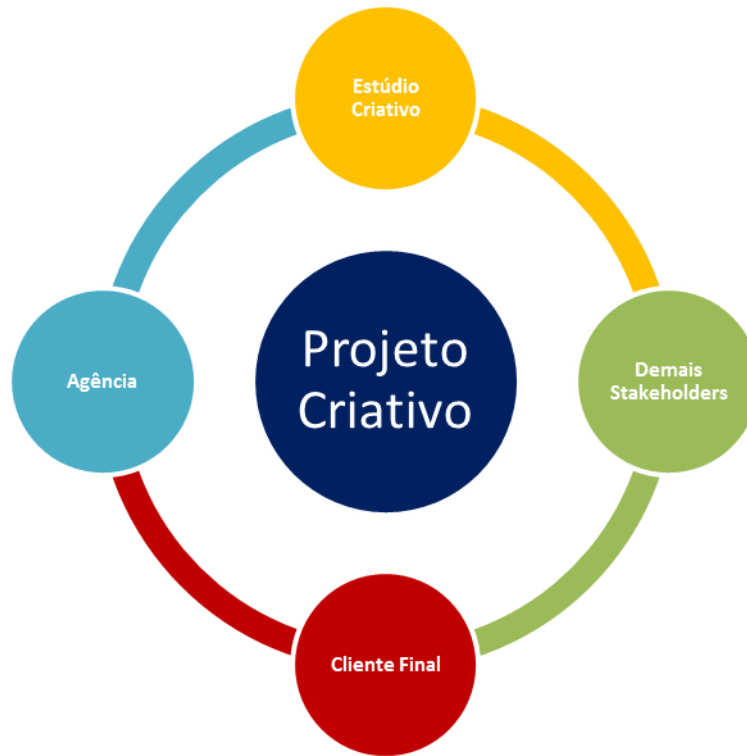 Estúdio
Criativo
Projeto
Criativo
Agência
Demais
Stakeholders
Cliente Final